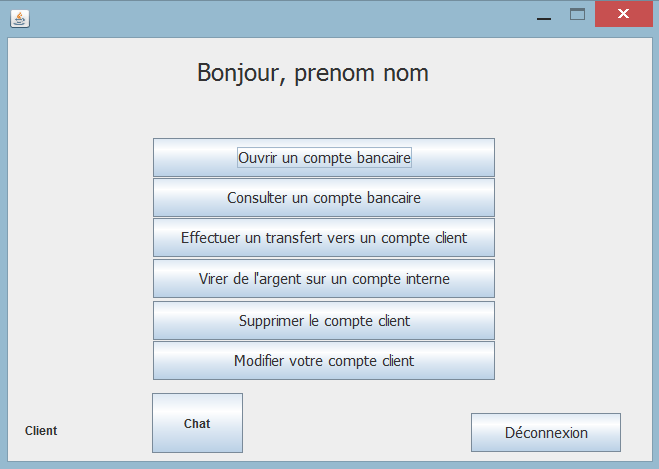 Bonjour, prenom nom
Ouvrir un compte bancaire
Consulter un compte bancaire
Effectuer un transfert vers un compte client
Virer de l'argent sur un compte interne
Supprimer le compte client
Modifier votre compte client
Chat
Client
Déconnexion